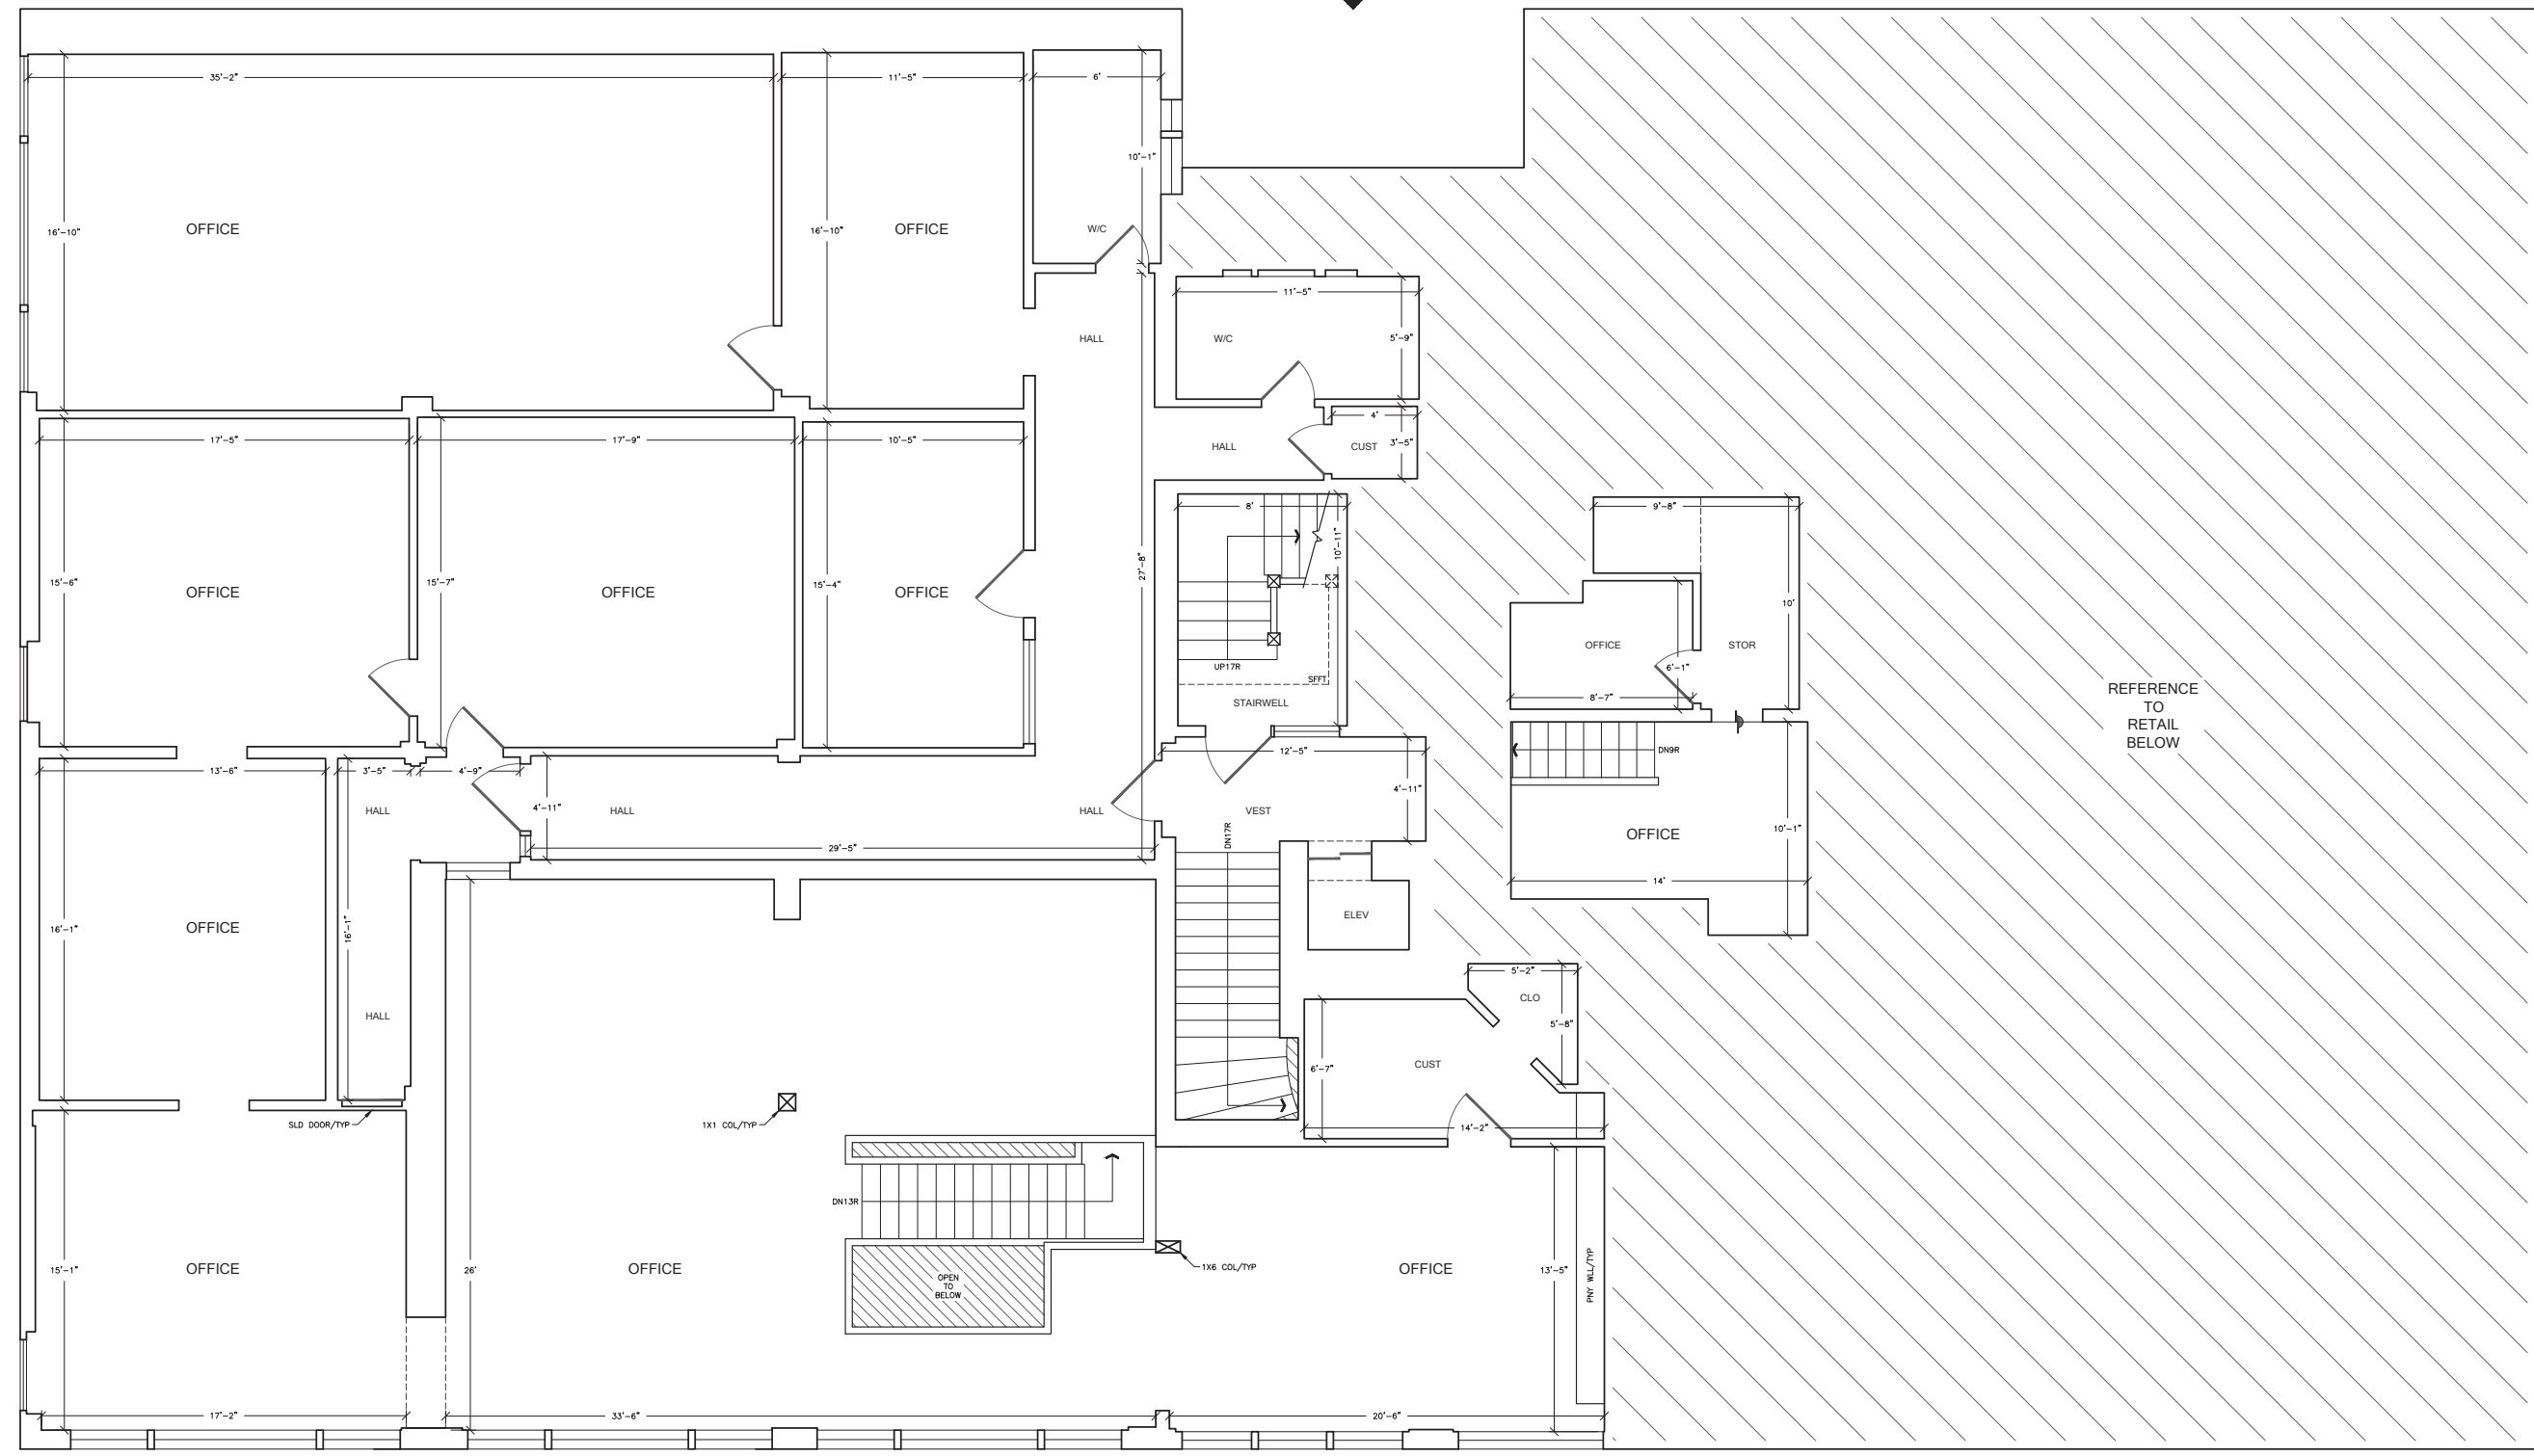 35'-2"
11'-5"
6'
10'-1"
16'-10"
OFFICE
16'-10"
OFFICE
W/C
11'-5"
HALL
W/C
5'-9"
4'
17'-5"
17'-9"
10'-5"
HALL
CUST
3'-5"
9'-8"
8'
10'-11"
27'-8"
15'-6"
OFFICE
15'-7"
OFFICE
15'-4"
OFFICE
10'
OFFICE
STOR
UP17R
6'-1"
SFFT.
8'-7"
STAIRWELL
REFERENCE
TO
RETAIL
BELOW
DN9R
12'-5"
13'-6"
3'-5"
4'-9"
4'-11"
HALL
HALL
4'-11"
HALL
VEST
DN17R
OFFICE
10'-1"
29'-5"
14'
ELEV
16'-1"
OFFICE
16'-1"
5'-2"
CLO
HALL
5'-8"
6'-7"
CUST
SLD DOOR/TYP
1X1 COL/TYP
14'-2"
DN13R
15'-1"
OFFICE
26'
OFFICE
OPEN
TO
BELOW
1X6 COL/TYP
OFFICE
13'-5"
PNY WLL/TYP
17'-2"
33'-6"
20'-6"